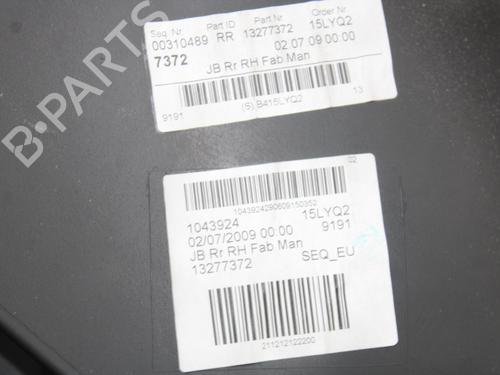 Seq. Nr Part ID Part Nr Order Nr
00310489 RR 13277372 15LYQ2
7372 02.07.09 00:00
JB Rr RH Fab Man
9191 (S) B415LYQ2 13
02
1043924290609150352
1043924 15LYQ2
02/07/2009 00:00 9191
JB Rr RH Fab Man
13277372 SEQ_EU
211212122200
B-PARTS